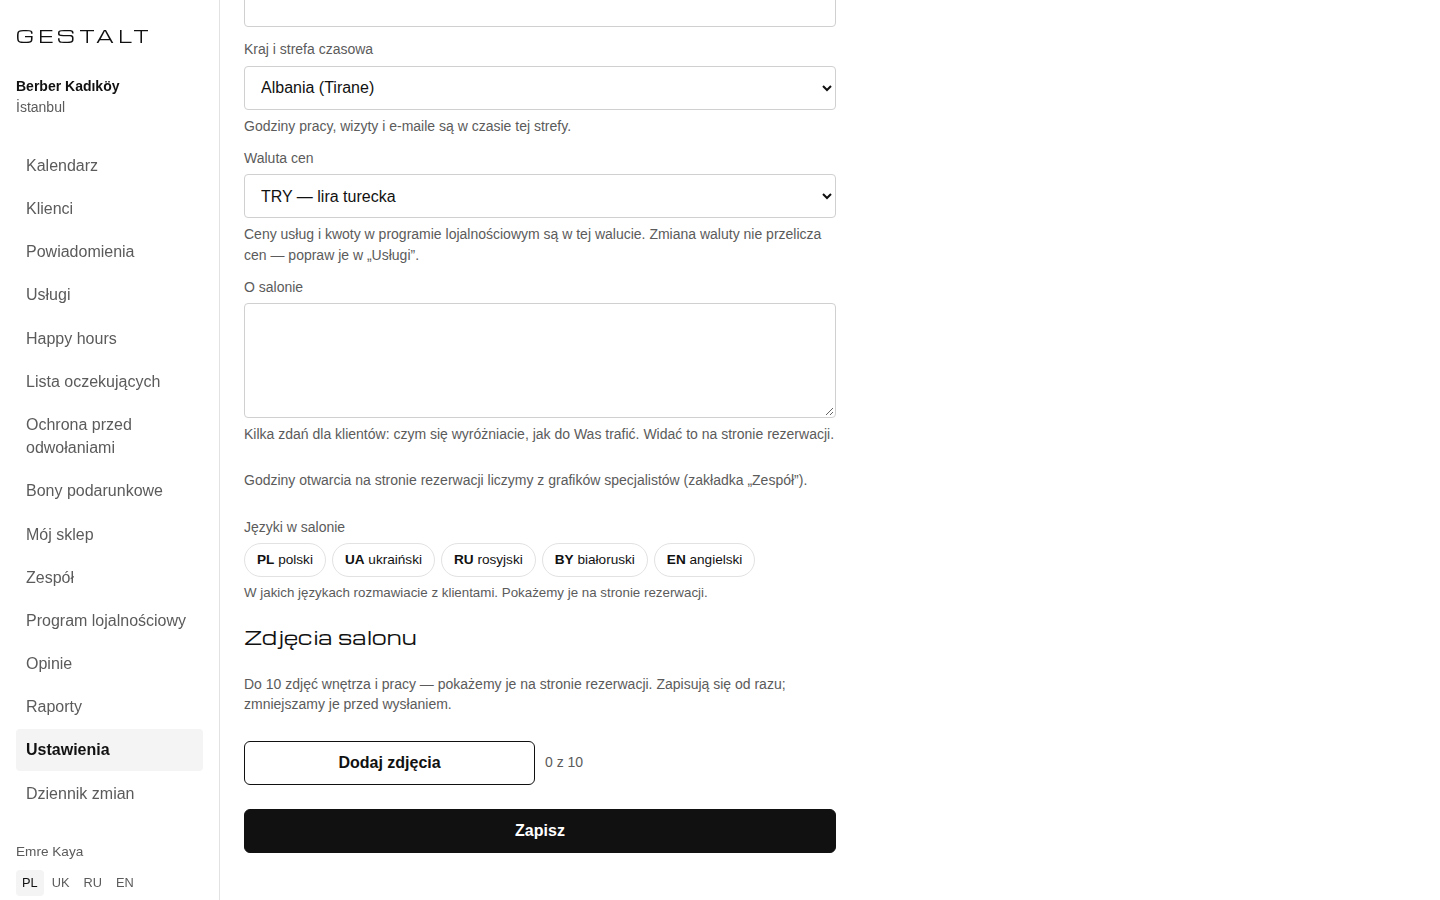 GESTALT
Berber Kadıköy
İstanbul
Kalendarz
Klienci
Powiadomienia
Usługi
Happy hours
Lista oczekujących
Ochrona przed
odwołaniami
Bony podarunkowe
Mój sklep
Zespół
Program lojalnościowy
Opinie
Raporty
Ustawienia
Dziennik zmian
Emre Kaya
PL UK RU EN
Kraj i strefa czasowa
Albania (Tirane)
Godziny pracy, wizyty i e-maile są w czasie tej strefy.
Waluta cen
TRY — lira turecka
Ceny usług i kwoty w programie lojalnościowym są w tej walucie. Zmiana waluty nie przelicza
cen — popraw je w „Usługi”.
O salonie
Kilka zdań dla klientów: czym się wyróżniacie, jak do Was trafić. Widać to na stronie rezerwacji.
Godziny otwarcia na stronie rezerwacji liczymy z grafików specjalistów (zakładka „Zespół”).
Języki w salonie
PL polski UA ukraiński RU rosyjski BY białoruski EN angielski
W jakich językach rozmawiacie z klientami. Pokażemy je na stronie rezerwacji.
Zdjęcia salonu
Do 10 zdjęć wnętrza i pracy — pokażemy je na stronie rezerwacji. Zapisują się od razu;
zmniejszamy je przed wysłaniem.
Dodaj zdjęcia 0 z 10
Zapisz